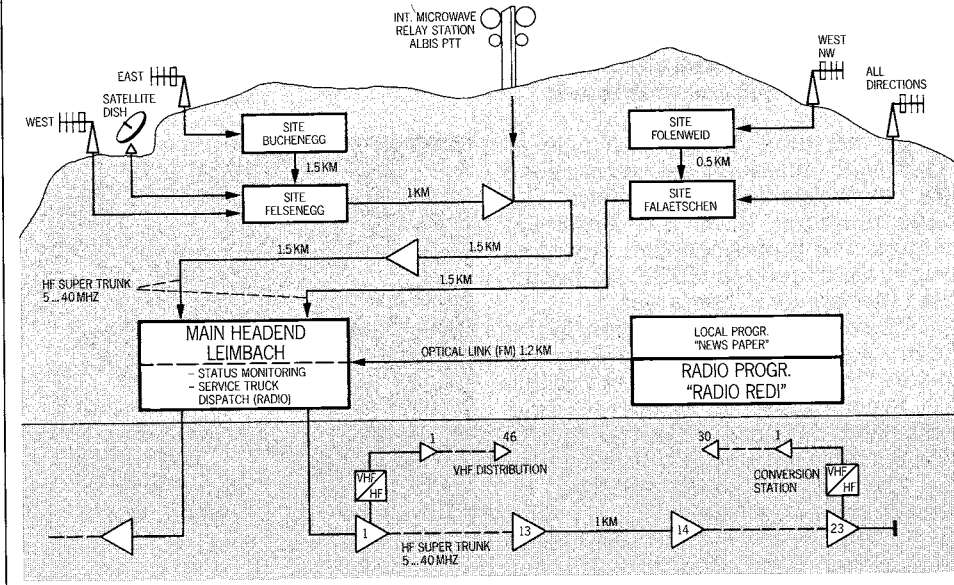 INT. MICROWAVE
RELAY STATION
ALBIS PTT
WEST
NW
EAST
ALL
DIRECTIONS
SATELLITE
DISH
WEST
SITE
BUCHENEGG
SITE
FOLENWEID
1.5 KM
0.5 KM
SITE
FELSENEGG
1 KM
SITE
FALAETSCHEN
1.5 KM
1.5 KM
1.5 KM
HF SUPER TRUNK
5...40 MHZ
MAIN HEADEND
LEIMBACH
– STATUS MONITORING
– SERVICE TRUCK
DISPATCH (RADIO)
OPTICAL LINK (FM) 1.2 KM
LOCAL PROGR.
"NEWS PAPER"
RADIO PROGR.
"RADIO REDI"
1
46
VHF DISTRIBUTION
30
1
CONVERSION
STATION
VHF
HF
VHF
HF
1
13
1 KM
14
23
HF SUPER TRUNK
5...40 MHZ